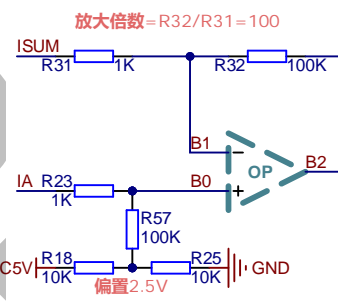 放大倍数=R32/R31=100
ISUM
R31 1K R32 100K
B1
OP
B2
IA R23 B0
1K
R57
100K
C5V R18 R25 GND
10K 10K
偏置2.5V